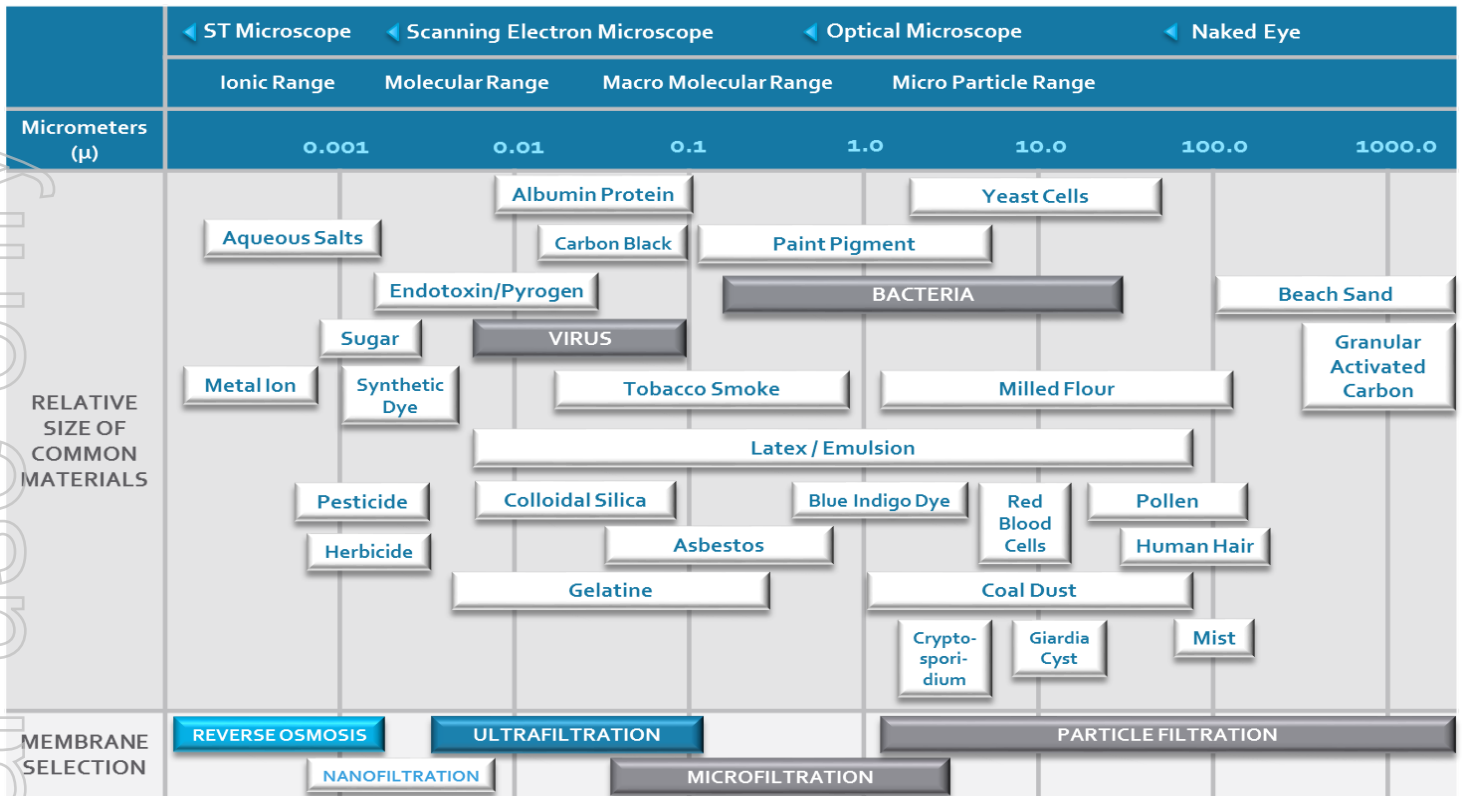 ST Microscope Scanning Electron Microscope Optical Microscope Naked Eye
Ionic Range Molecular Range Macro Molecular Range Micro Particle Range
Micrometers
(μ)
0.001 0.01 0.1 1.0 10.0 100.0 1000.0
Albumin Protein
Yeast Cells
Aqueous Salts
Carbon Black
Paint Pigment
Endotoxin/Pyrogen
BACTERIA
Beach Sand
Sugar
VIRUS
Granular
Activated
Carbon
Metal Ion
Synthetic
Dye
Tobacco Smoke
Milled Flour
RELATIVE
SIZE OF
COMMON
MATERIALS
Latex / Emulsion
Pesticide
Colloidal Silica
Blue Indigo Dye
Red
Blood
Cells
Pollen
Herbicide
Asbestos
Human Hair
Gelatine
Coal Dust
Crypto-
spori-
dium
Giardia
Cyst
Mist
MEMBRANE
SELECTION
REVERSE OSMOSIS
ULTRAFILTRATION
PARTICLE FILTRATION
NANOFILTRATION
MICROFILTRATION